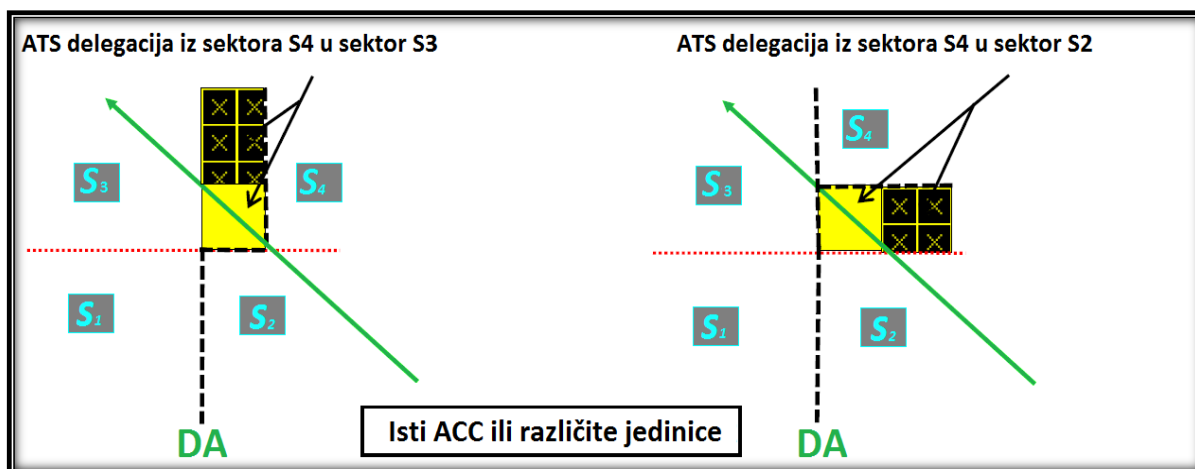 ATS delegacija iz sektora S4 u sektor S3
S3
S4
S1
S2
DA
ATS delegacija iz sektora S4 u sektor S2
S4
S3
S1
S2
DA
Isti ACC ili različite jedinice